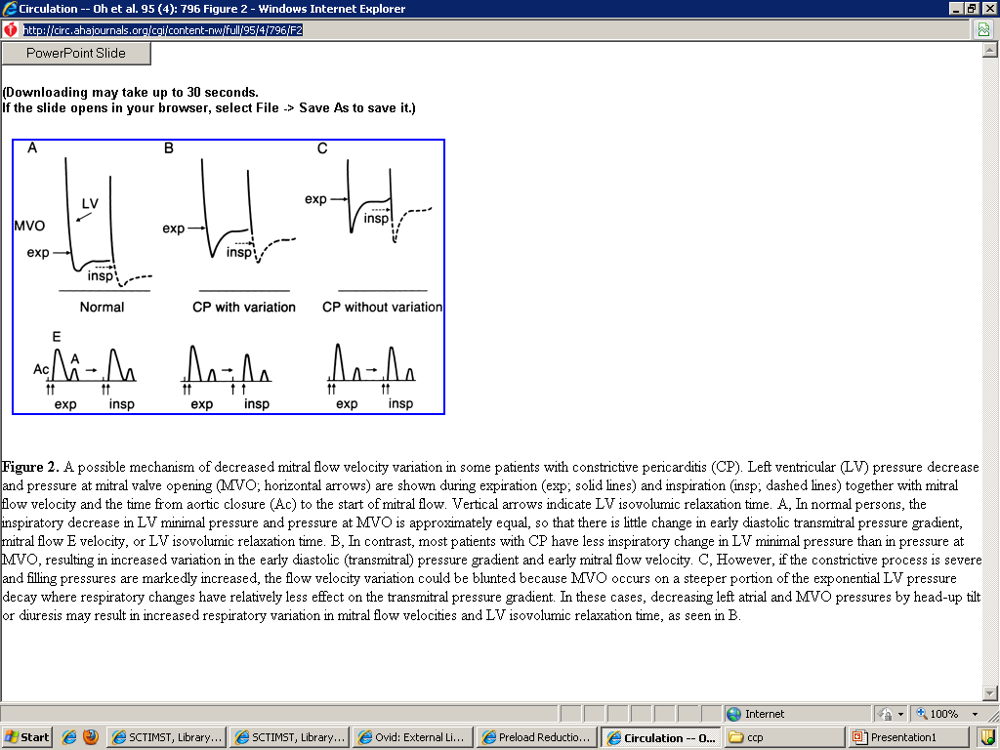 Circulation -- Oh et al. 95 (4): 796 Figure 2 - Windows Internet Explorer
http://circ.ahajournals.org/cgi/content-nw/full/95/4/796/F2
PowerPoint Slide
(Downloading may take up to 30 seconds.
If the slide opens in your browser, select File -> Save As to save it.)
A B C
LV
MVO
exp exp exp
insp insp insp
Normal CP with variation CP without variation
E
A
Ac
exp insp exp insp exp insp
Figure 2. A possible mechanism of decreased mitral flow velocity variation in some patients with constrictive pericarditis (CP). Left ventricular (LV) pressure decrease
and pressure at mitral valve opening (MVO; horizontal arrows) are shown during expiration (exp; solid lines) and inspiration (insp; dashed lines) together with mitral
flow velocity and the time from aortic closure (Ac) to the start of mitral flow. Vertical arrows indicate LV isovolumic relaxation time. A, In normal persons, the
inspiratory decrease in LV minimal pressure and pressure at MVO is approximately equal, so that there is little change in early diastolic transmitral pressure gradient,
mitral flow E velocity, or LV isovolumic relaxation time. B, In contrast, most patients with CP have less inspiratory change in LV minimal pressure than in pressure at
MVO, resulting in increased variation in the early diastolic (transmitral) pressure gradient and early mitral flow velocity. C, However, if the constrictive process is severe
and filling pressures are markedly increased, the flow velocity variation could be blunted because MVO occurs on a steeper portion of the exponential LV pressure
decay where respiratory changes have relatively less effect on the transmitral pressure gradient. In these cases, decreasing left atrial and MVO pressures by head-up tilt
or diuresis may result in increased respiratory variation in mitral flow velocities and LV isovolumic relaxation time, as seen in B.
Internet 100%
Start SCTIMST, Library... SCTIMST, Library... Ovid: External Li... Preload Reductio... Circulation -- O... ccp Presentation1